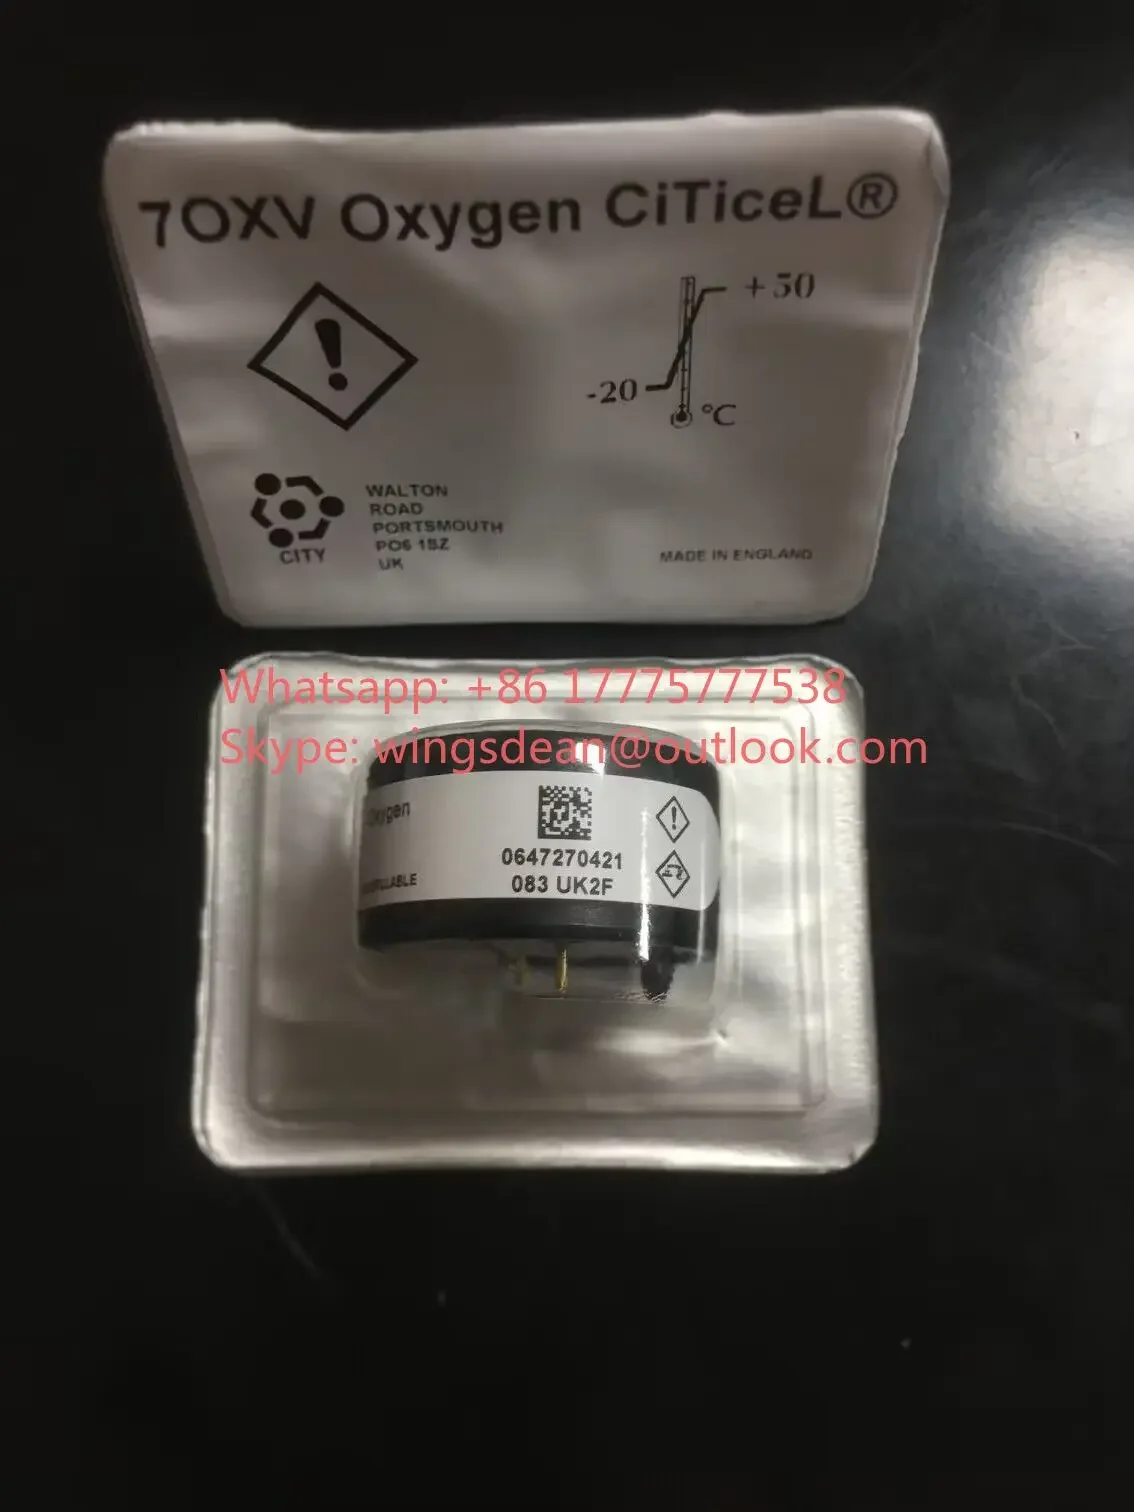 7OXV Oxygen CiTiceL®
+50
-20
°C
CITY
WALTON
ROAD
PORTSMOUTH
PO6 1SZ
UK
MADE IN ENGLAND
Whatsapp: +86 17775777538
Skype: wingsdean@outlook.com
Oxygen
0647270421
083 UK2F